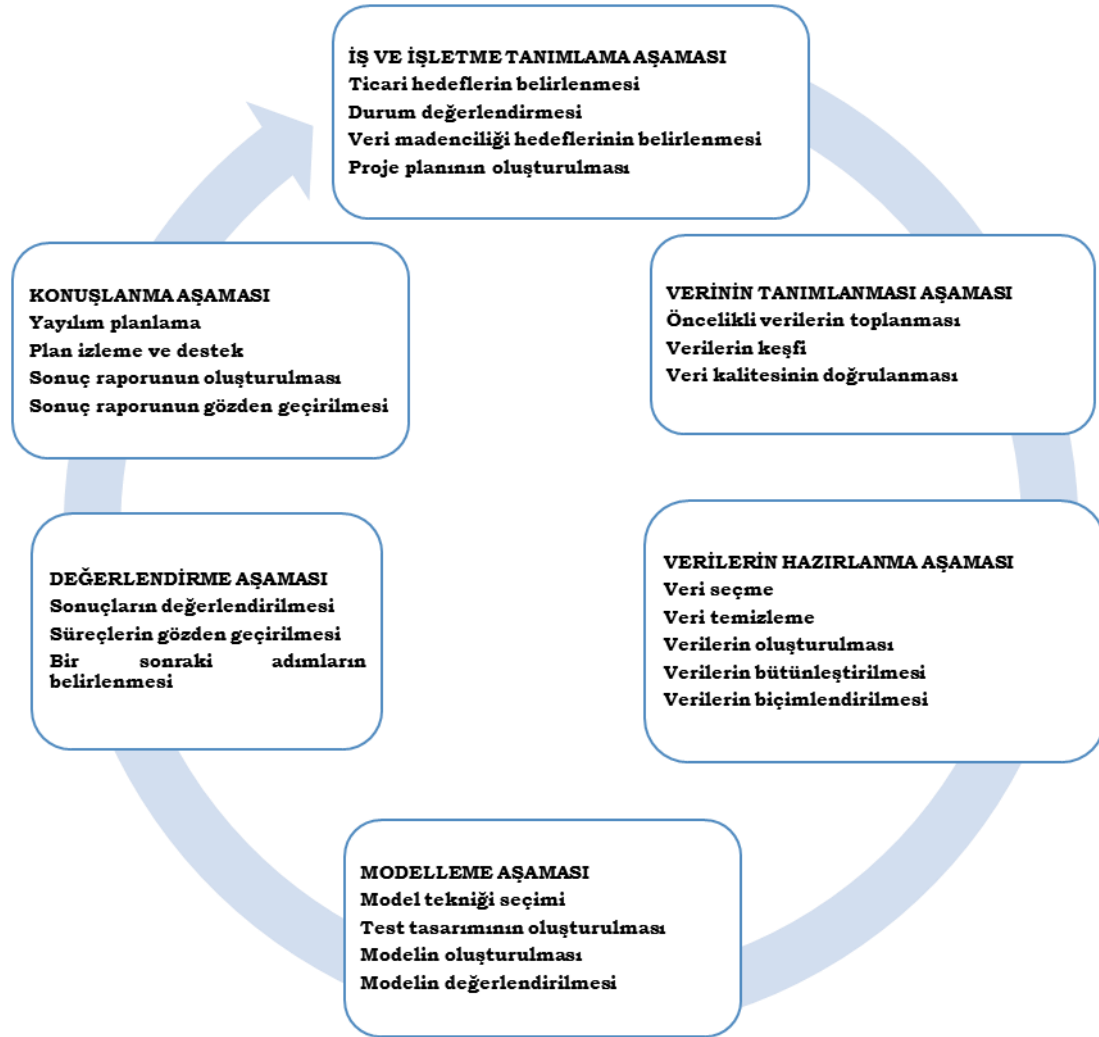 İŞ VE İŞLETME TANIMLAMA AŞAMASI
Ticari hedeflerin belirlenmesi
Durum değerlendirmesi
Veri madenciliği hedeflerinin belirlenmesi
Proje planının oluşturulması
VERİNİN TANIMLANMASI AŞAMASI
Öncelikli verilerin toplanması
Verilerin keşfi
Veri kalitesinin doğrulanması
VERİLERİN HAZIRLANMA AŞAMASI
Veri seçme
Veri temizleme
Verilerin oluşturulması
Verilerin bütünleştirilmesi
Verilerin biçimlendirilmesi
MODELLEME AŞAMASI
Model tekniği seçimi
Test tasarımının oluşturulması
Modelin oluşturulması
Modelin değerlendirilmesi
DEĞERLENDİRME AŞAMASI
Sonuçların değerlendirilmesi
Süreçlerin gözden geçirilmesi
Bir sonraki adımların
belirlenmesi
KONUŞLANMA AŞAMASI
Yayılım planlama
Plan izleme ve destek
Sonuç raporunun oluşturulması
Sonuç raporunun gözden geçirilmesi